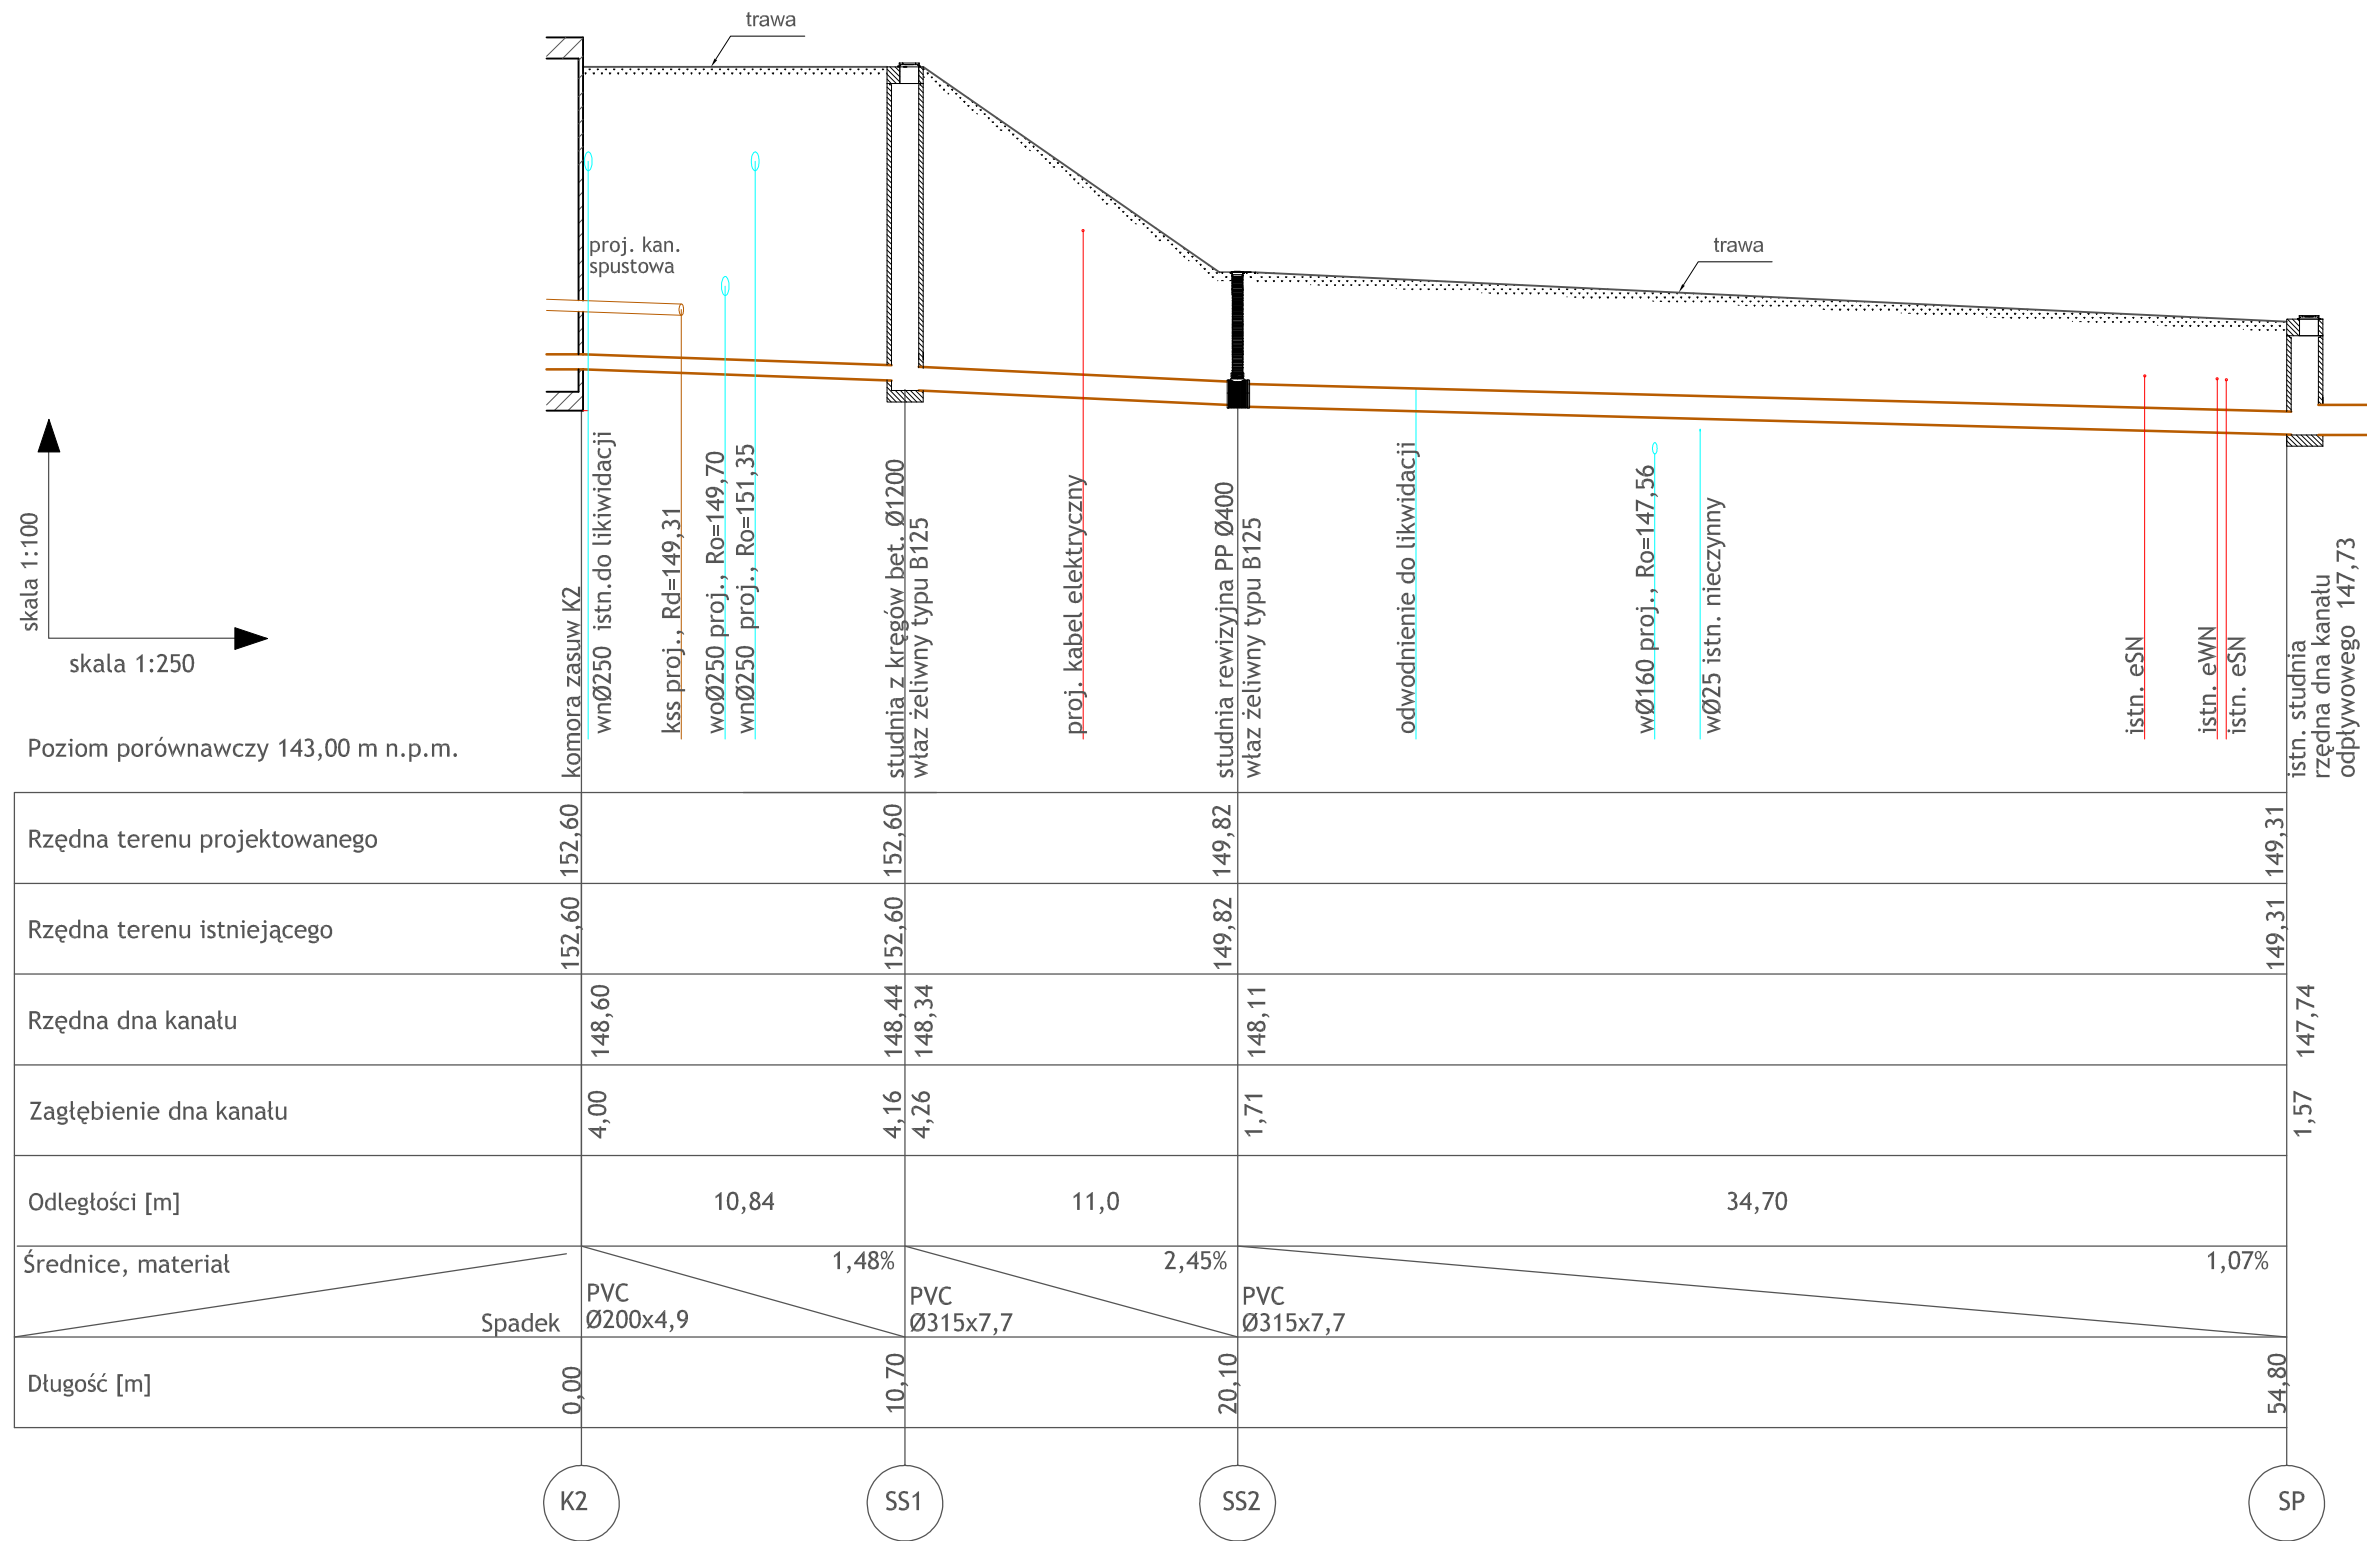 trawa
proj. kan.
spustowa
trawa
skala 1:100
skala 1:250
komora zasuw K2
wnØ250 istn.do likiwidacji
kss proj., Rd=149,31
woØ250 proj., Ro=149,70
wnØ250 proj., Ro=151,35
studnia z kręgów bet. Ø1200
właz żeliwny typu B125
proj. kabel elektryczny
studnia rewizyjna PP Ø400
właz żeliwny typu B125
odwodnienie do likwidacji
wØ160 proj., Ro=147,56
wØ25 istn. nieczynny
istn. eSN
istn. eWN
istn. eSN
istn. studnia
rzędna dna kanału
odpływowego 147,73
Poziom porównawczy 143,00 m n.p.m.
Rzędna terenu projektowanego
152,60
152,60
149,82
149,31
Rzędna terenu istniejącego
152,60
152,60
149,82
149,31
Rzędna dna kanału
148,60
148,44
148,34
148,11
147,74
Zagłębienie dna kanału
4,00
4,16
4,26
1,71
1,57
Odległości [m]
10,84
11,0
34,70
Średnice, materiał
Spadek
PVC
Ø200x4,9
1,48%
PVC
Ø315x7,7
2,45%
PVC
Ø315x7,7
1,07%
Długość [m]
0,00
10,70
20,10
54,80
K2
SS1
SS2
SP